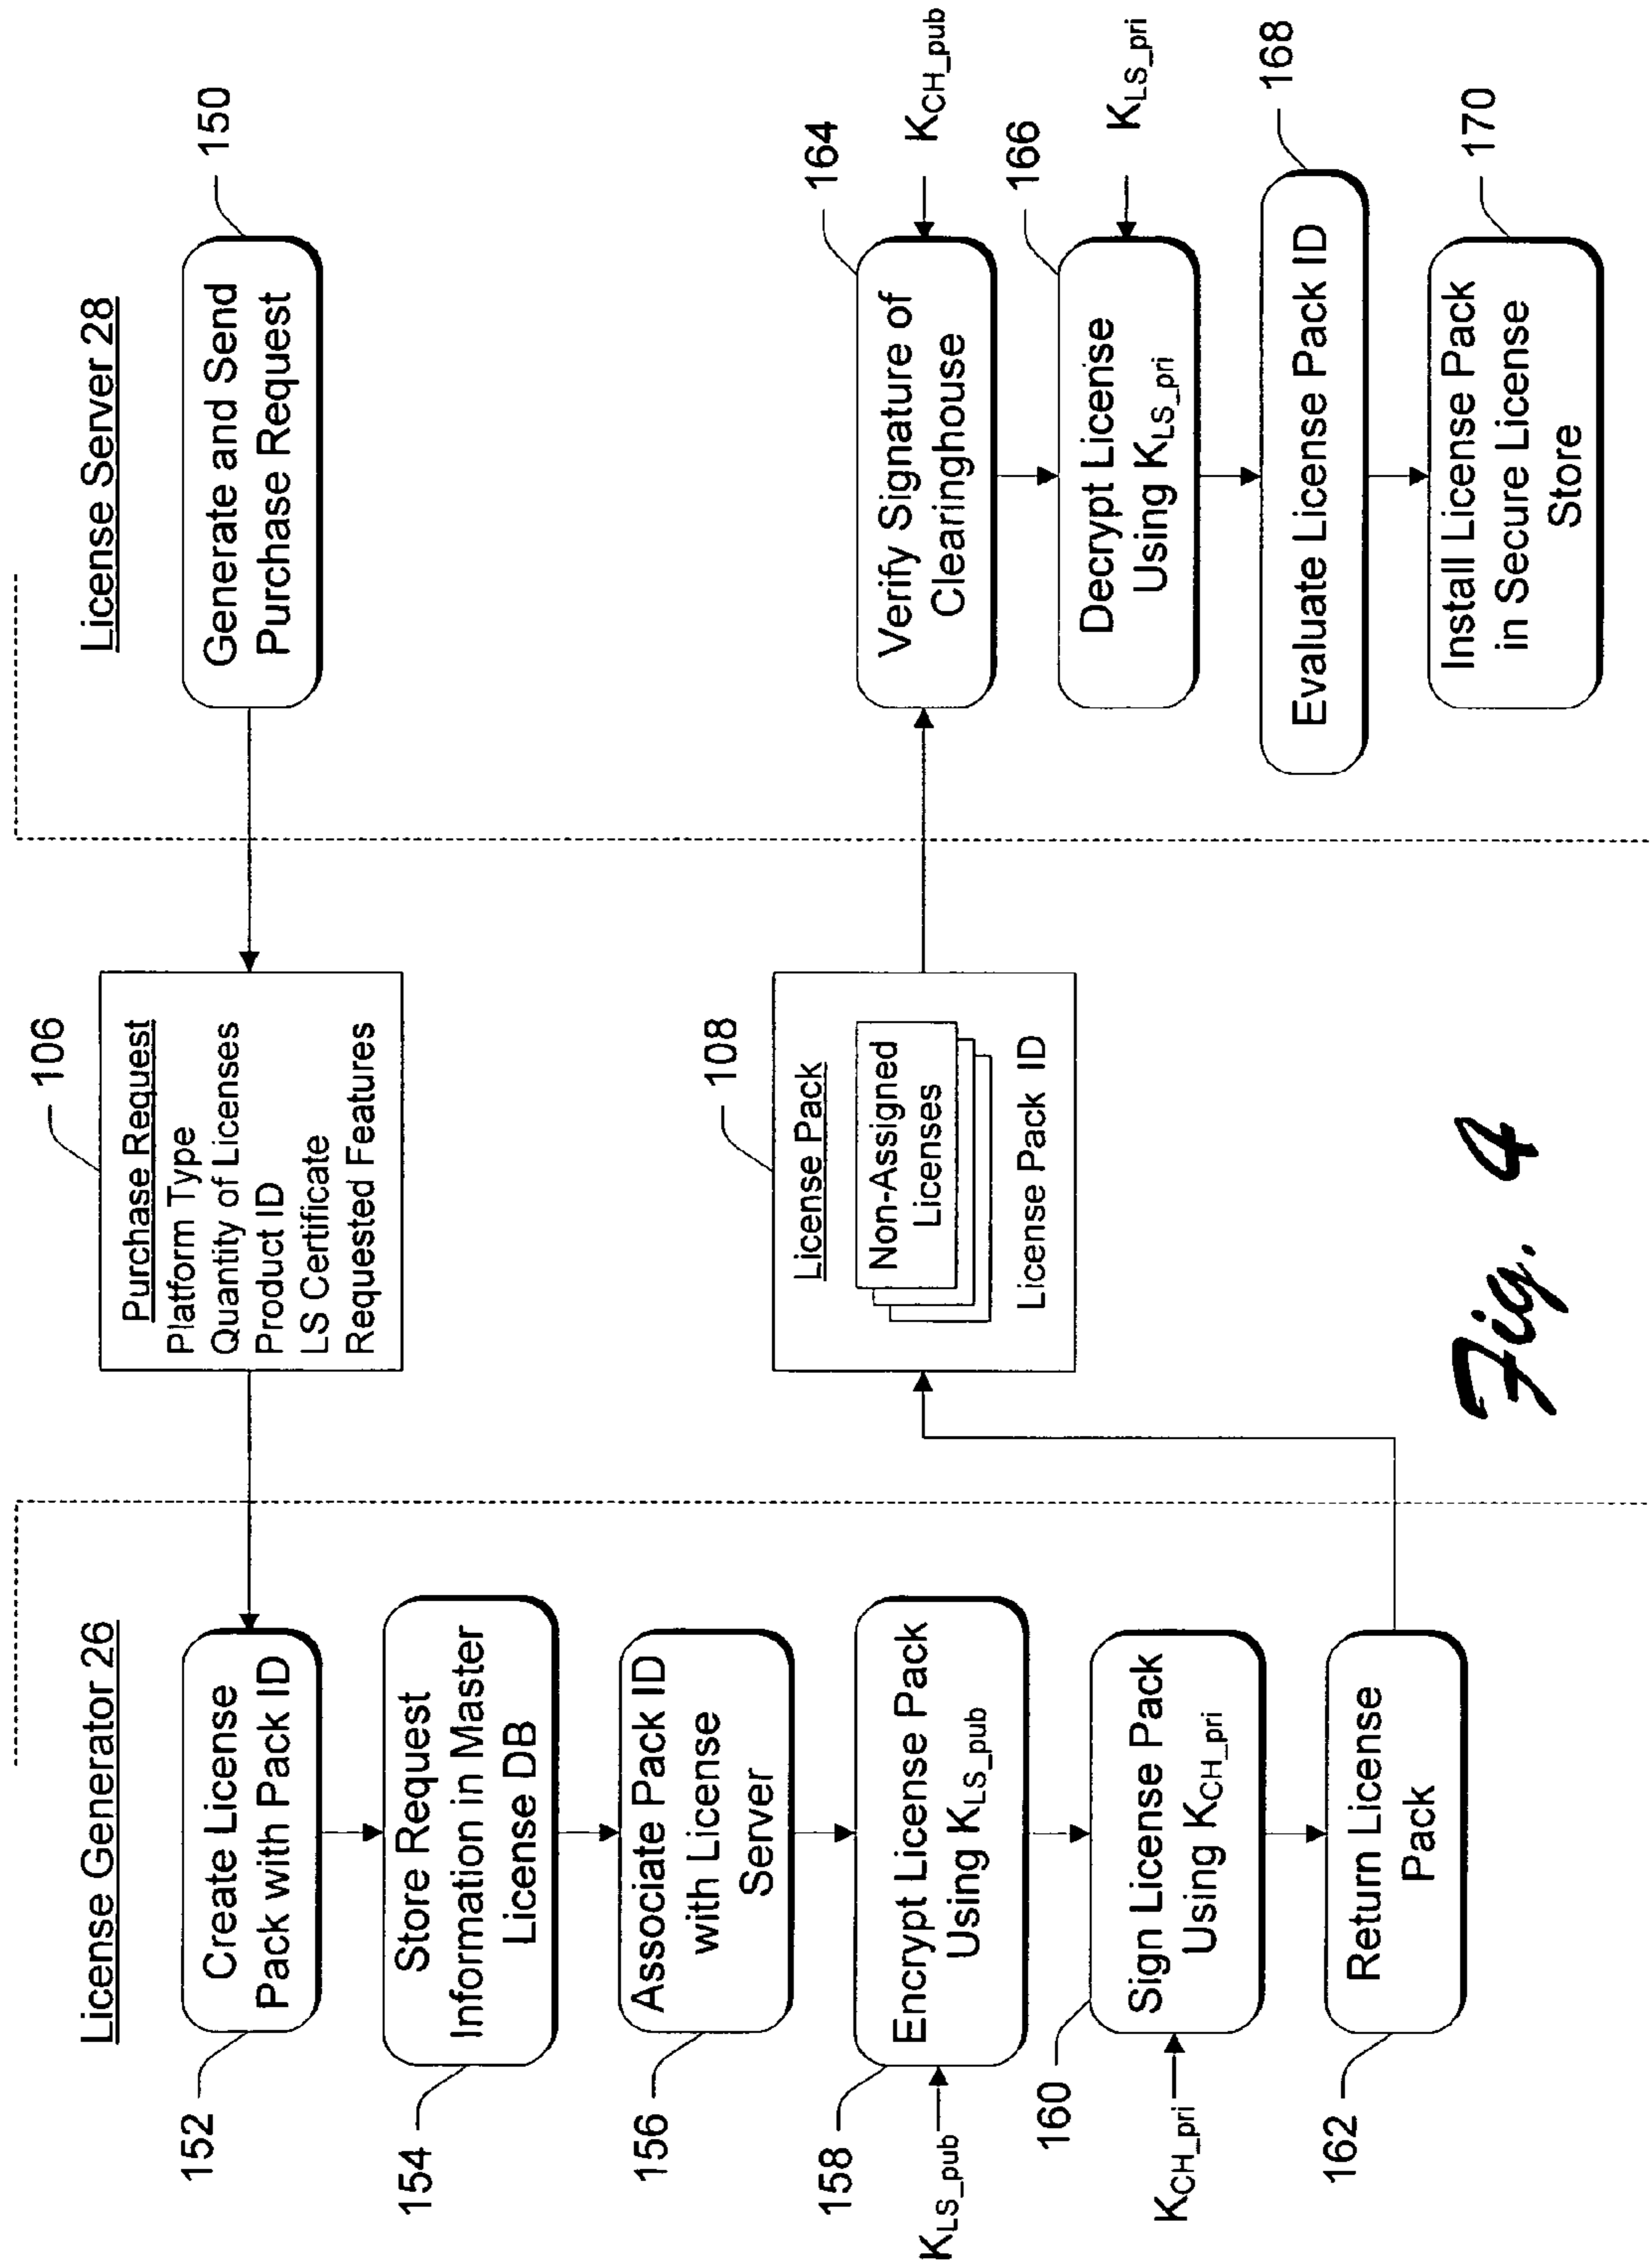 License Generator 26
152
Create License
Pack with Pack ID
154
Store Request
Information in Master
License DB
156
Associate Pack ID
with License
Server
158
Encrypt License Pack
Using KLS_pub
KLS_pub
160
Sign License Pack
Using KCH_pri
KCH_pri
162
Return License
Pack
106
Purchase Request
Platform Type
Quantity of Licenses
Product ID
LS Certificate
Requested Features
108
License Pack
Non-Assigned
Licenses
License Pack ID
License Server 28
150
Generate and Send
Purchase Request
164
Verify Signature of
Clearinghouse
KCH_pub
166
Decrypt License
Using KLS_pri
KLS_pri
168
Evaluate License Pack ID
170
Install License Pack
in Secure License
Store
Fig. 4